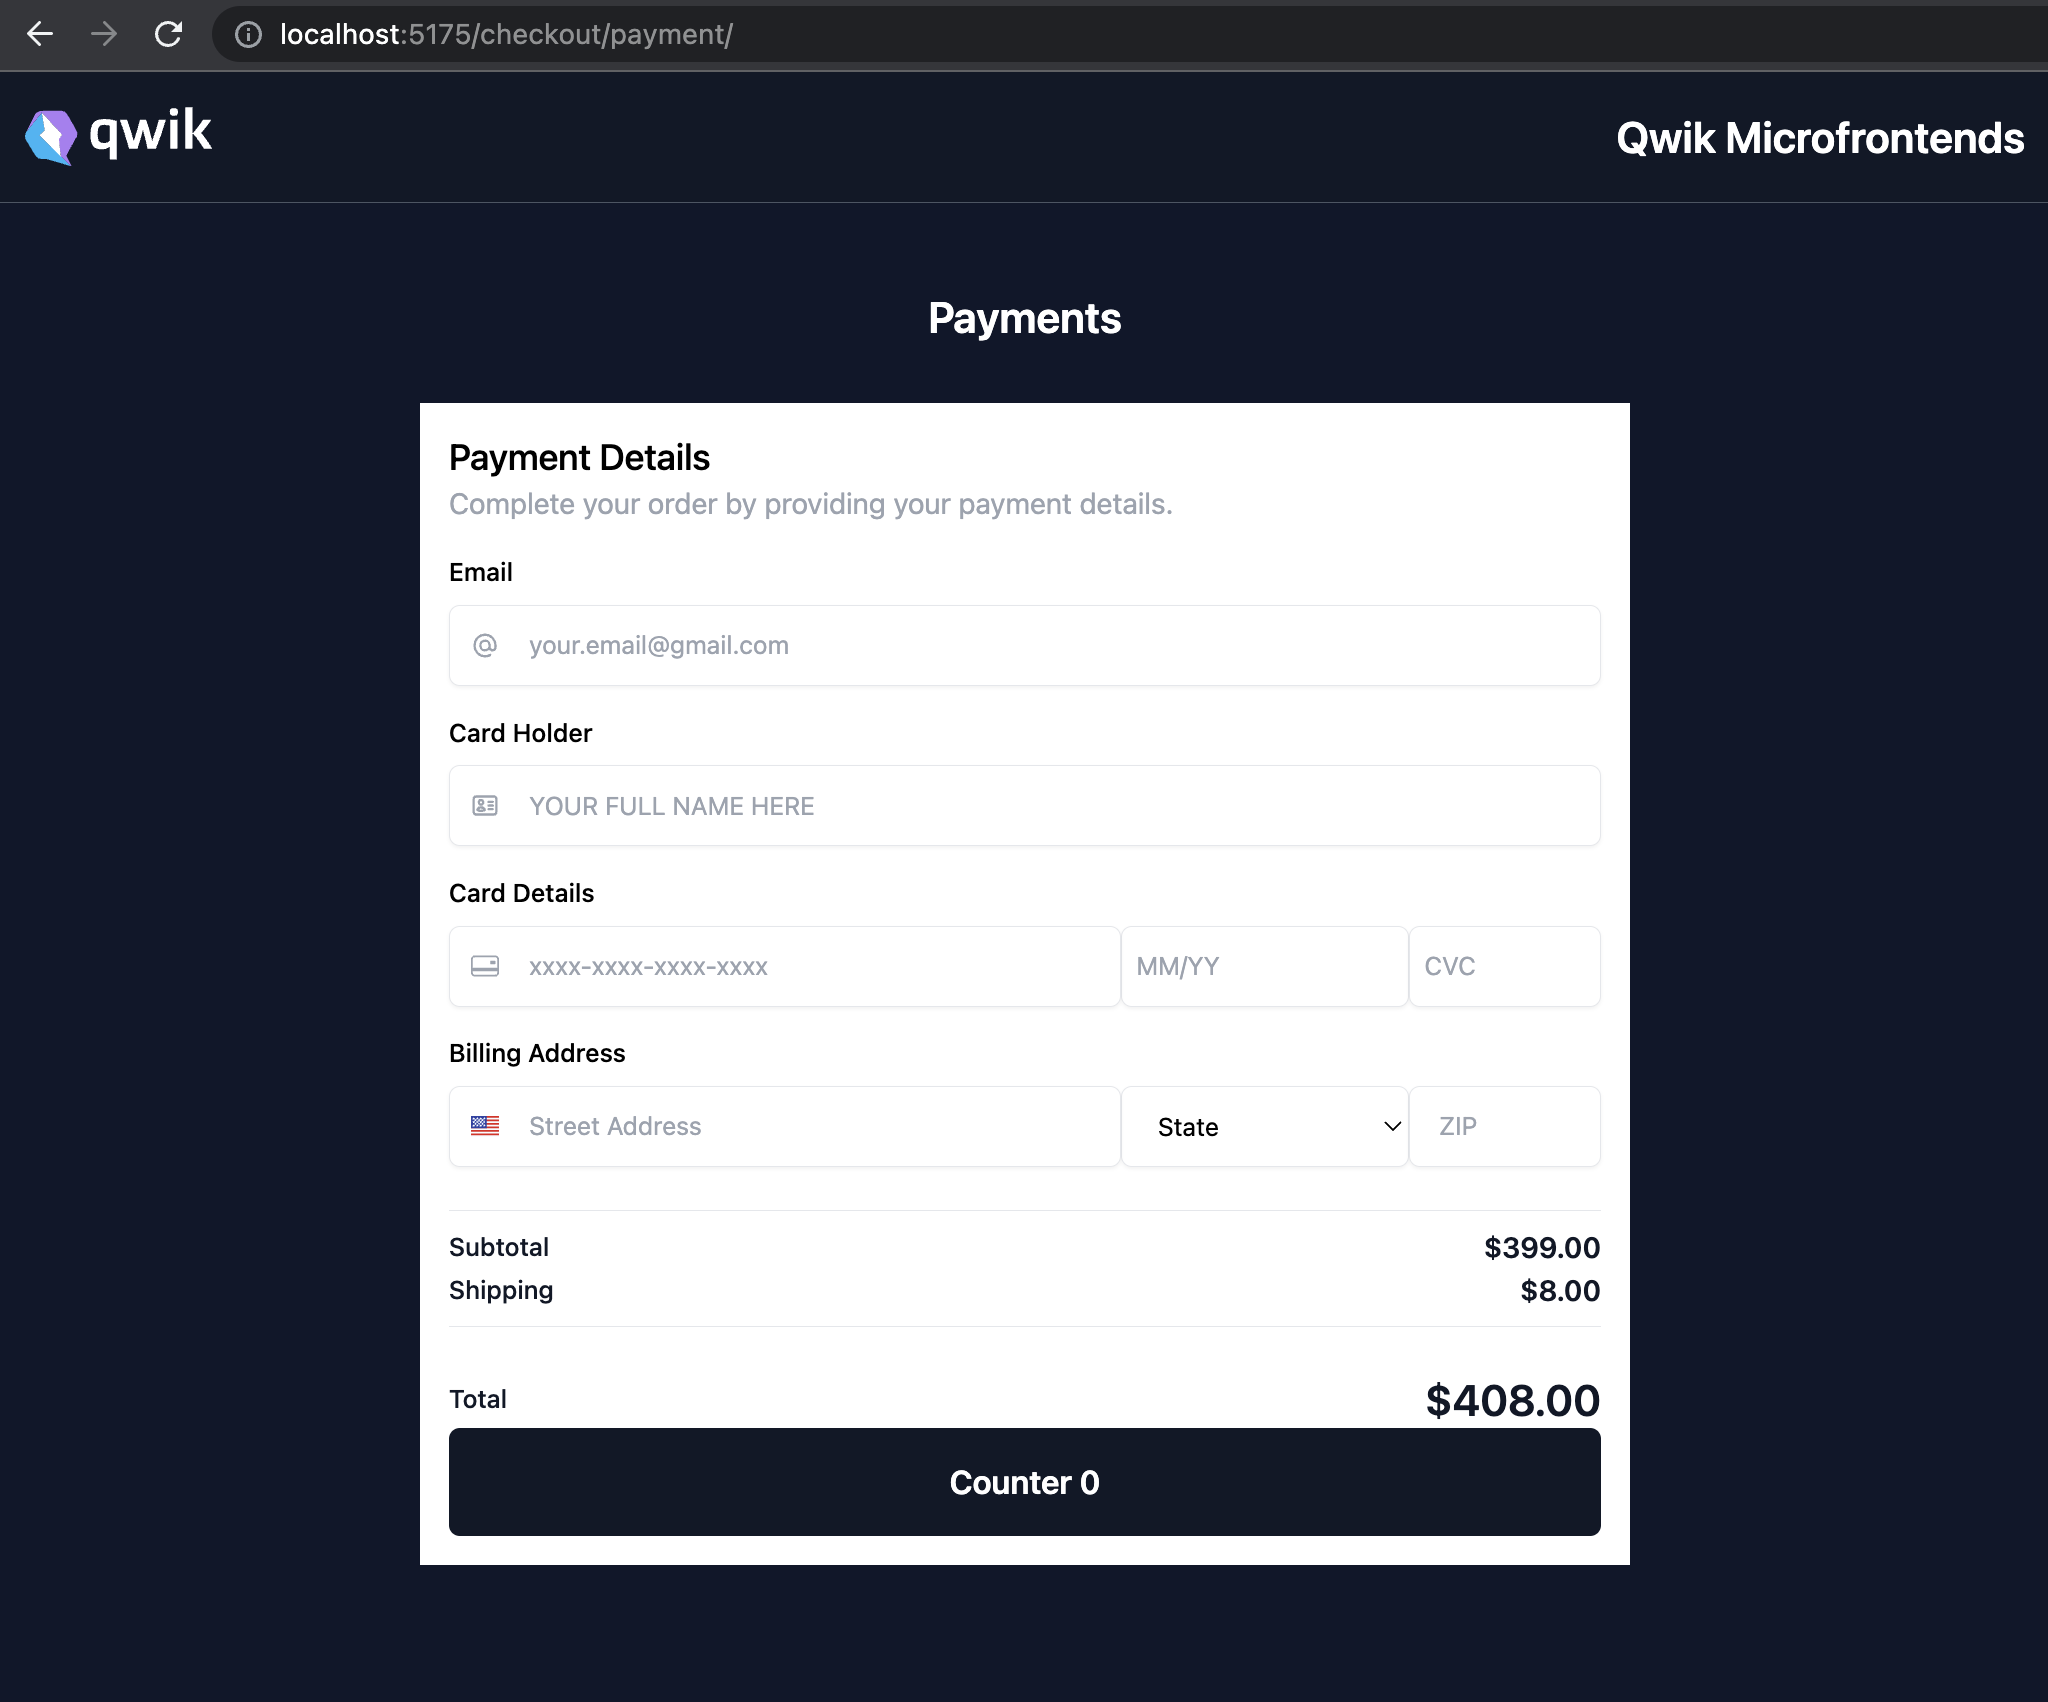 localhost:5175/checkout/payment/
qwik
Qwik Microfrontends
Payments
Payment Details
Complete your order by providing your payment details.
Email
your.email@gmail.com
Card Holder
YOUR FULL NAME HERE
Card Details
xxxx-xxxx-xxxx-xxxx MM/YY CVC
Billing Address
Street Address State ZIP
Subtotal $399.00
Shipping $8.00
Total $408.00
Counter 0